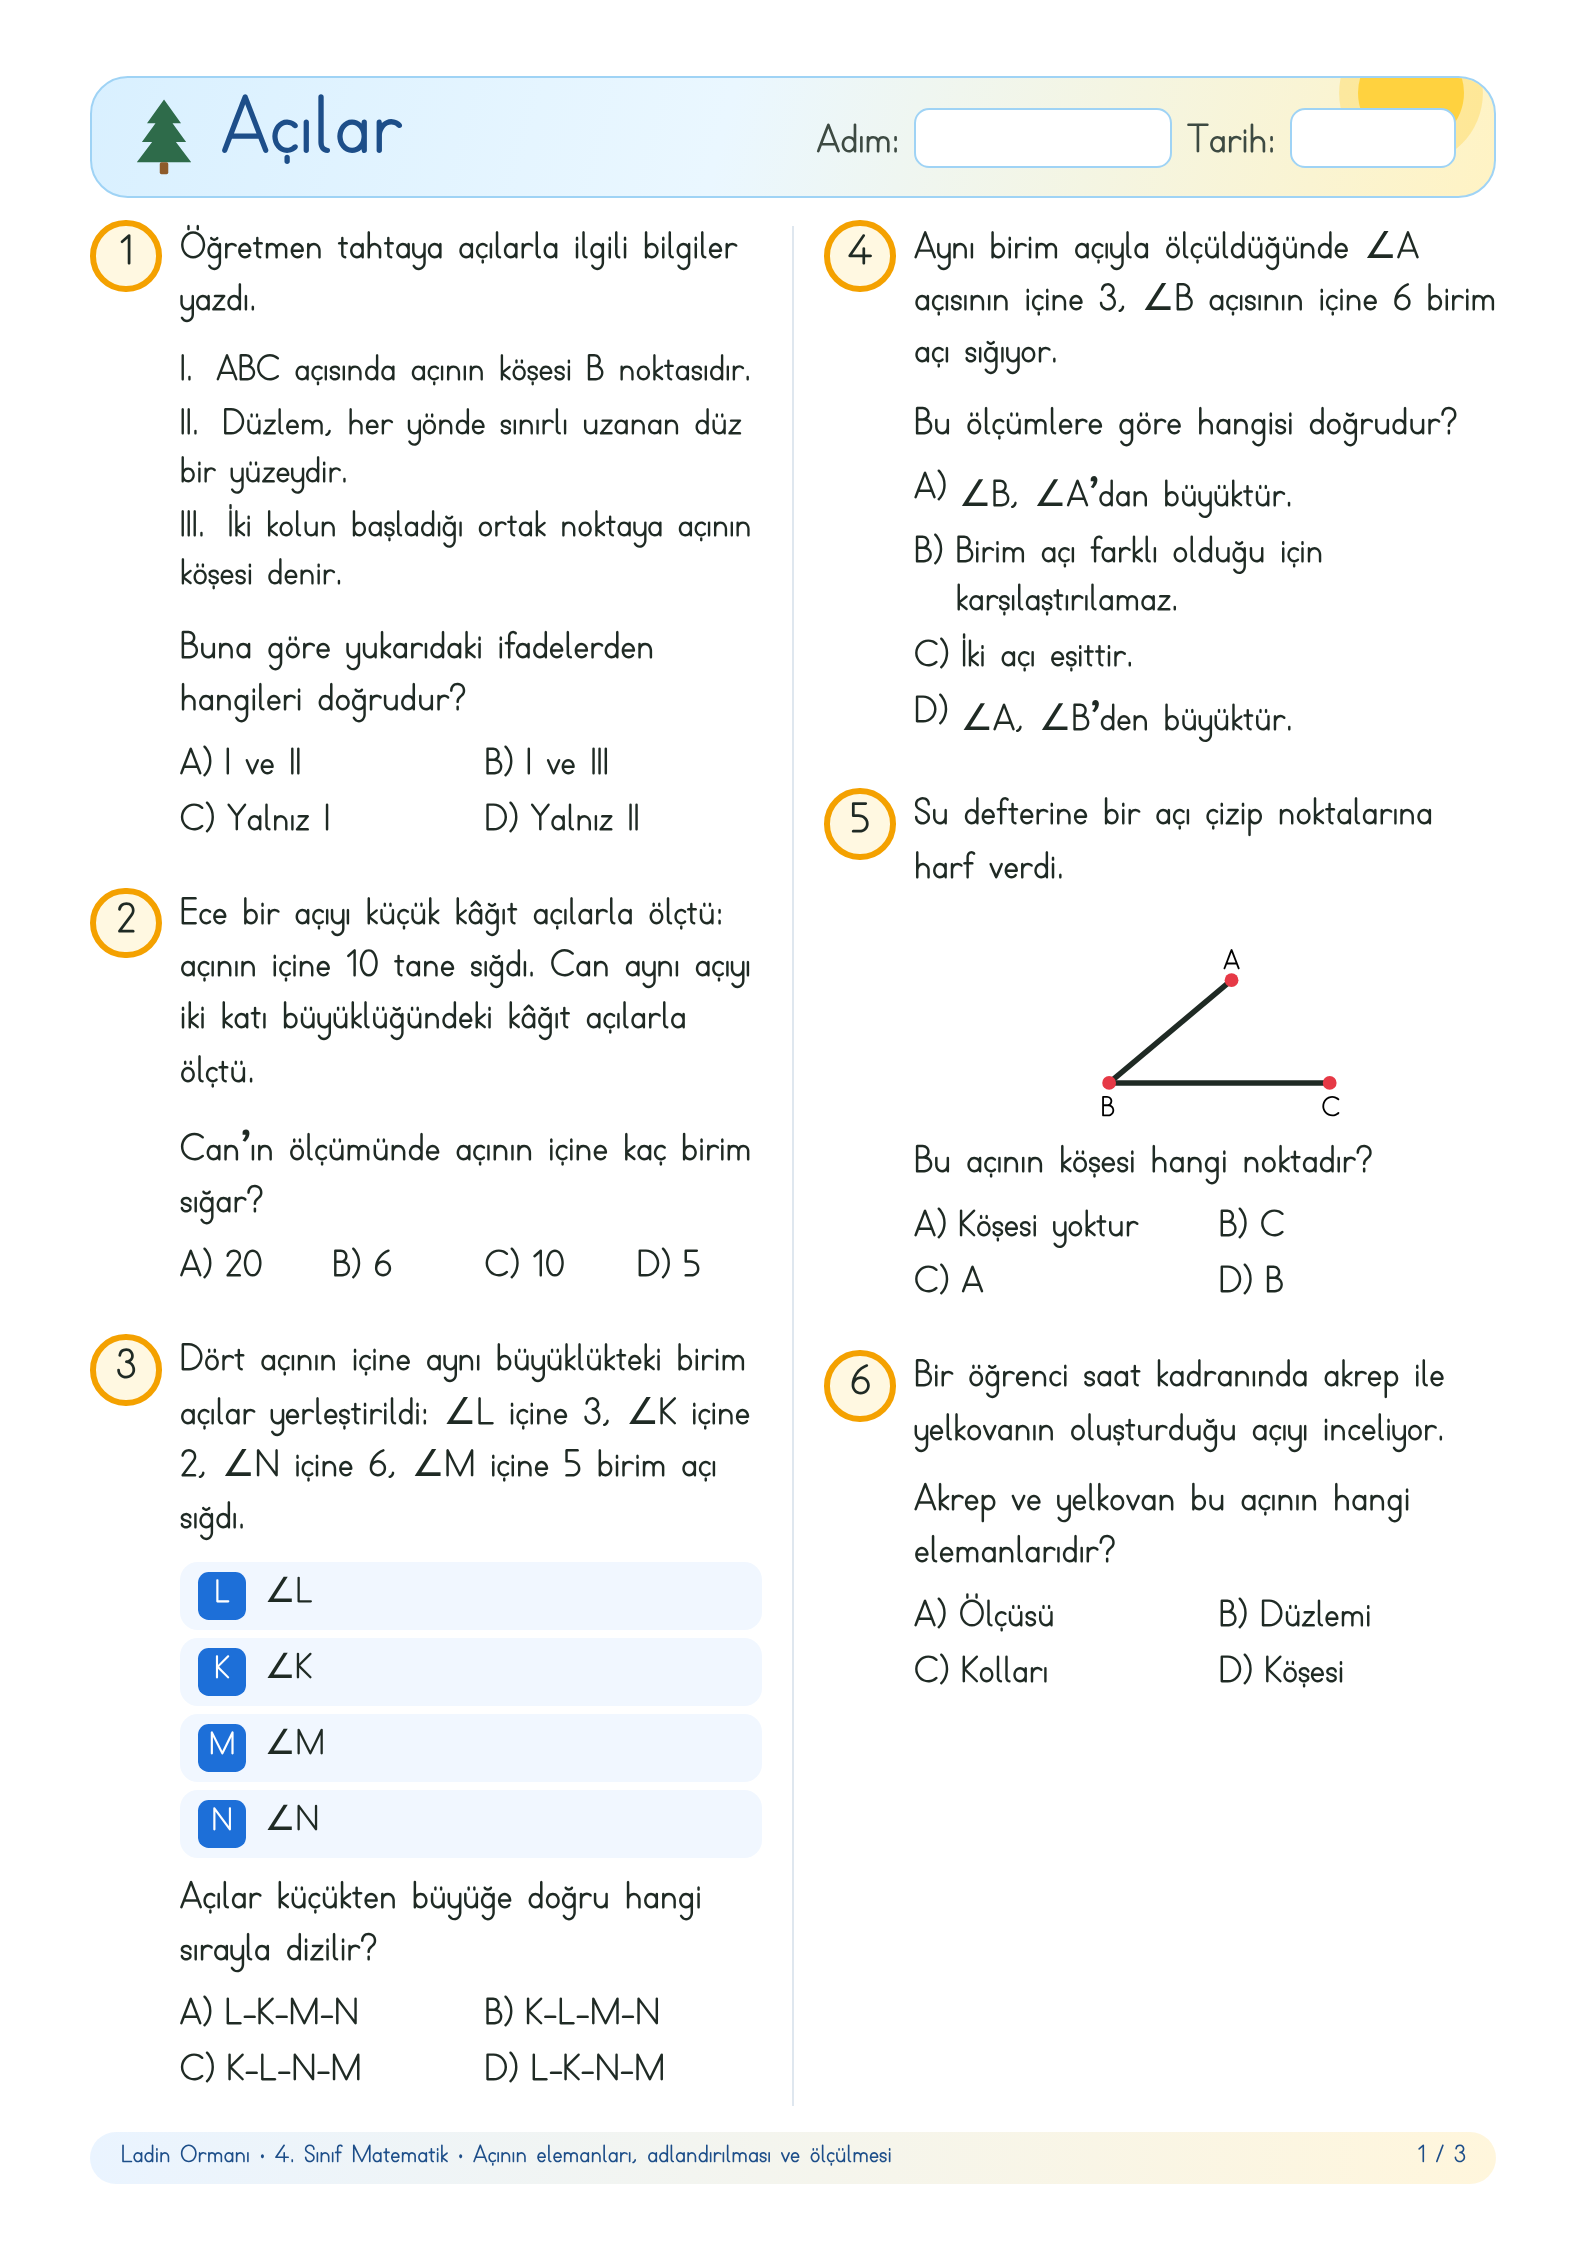 Açılar
Adım:
Tarih:
1
Öğretmen tahtaya açılarla ilgili bilgiler
yazdı.
I. ABC açısında açının köşesi B noktasıdır.
II. Düzlem, her yönde sınırlı uzanan düz
bir yüzeydir.
III. İki kolun başladığı ortak noktaya açının
köşesi denir.
Buna göre yukarıdaki ifadelerden
hangileri doğrudur?
A) I ve II
B) I ve III
C) Yalnız I
D) Yalnız II
2
Ece bir açıyı küçük kâğıt açılarla ölçtü:
açının içine 10 tane sığdı. Can aynı açıyı
iki katı büyüklüğündeki kâğıt açılarla
ölçtü.
Can’ın ölçümünde açının içine kaç birim
sığar?
A) 20
B) 6
C) 10
D) 5
3
Dört açının içine aynı büyüklükteki birim
açılar yerleştirildi: ∠L içine 3, ∠K içine
2, ∠N içine 6, ∠M içine 5 birim açı
sığdı.
L ∠L
K ∠K
M ∠M
N ∠N
Açılar küçükten büyüğe doğru hangi
sırayla dizilir?
A) L-K-M-N
B) K-L-M-N
C) K-L-N-M
D) L-K-N-M
4
Aynı birim açıyla ölçüldüğünde ∠A
açısının içine 3, ∠B açısının içine 6 birim
açı sığıyor.
Bu ölçümlere göre hangisi doğrudur?
A) ∠B, ∠A’dan büyüktür.
B) Birim açı farklı olduğu için
karşılaştırılamaz.
C) İki açı eşittir.
D) ∠A, ∠B’den büyüktür.
5
Su defterine bir açı çizip noktalarına
harf verdi.
A
B
C
Bu açının köşesi hangi noktadır?
A) Köşesi yoktur
B) C
C) A
D) B
6
Bir öğrenci saat kadranında akrep ile
yelkovanın oluşturduğu açıyı inceliyor.
Akrep ve yelkovan bu açının hangi
elemanlarıdır?
A) Ölçüsü
B) Düzlemi
C) Kolları
D) Köşesi
Ladin Ormanı • 4. Sınıf Matematik • Açının elemanları, adlandırılması ve ölçülmesi
1 / 3